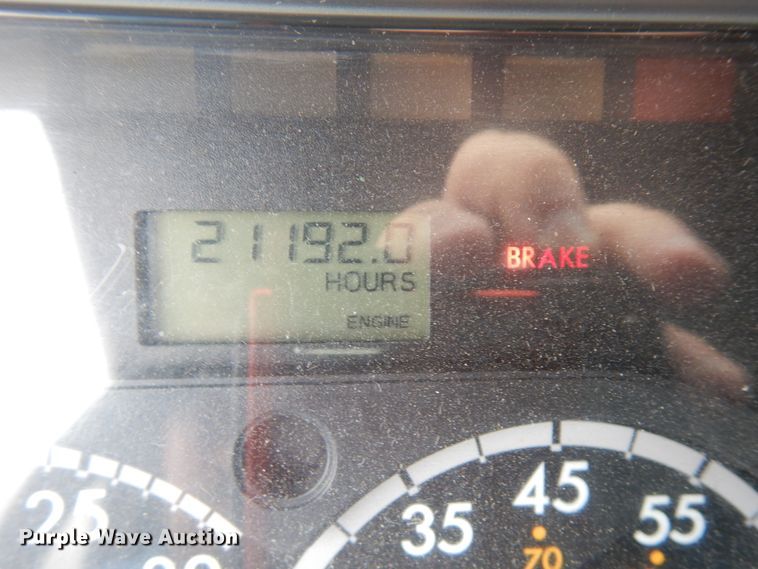 21192.0
HOURS
BRAKE
ENGINE
25
35
45
55
70
Purple Wave Auction